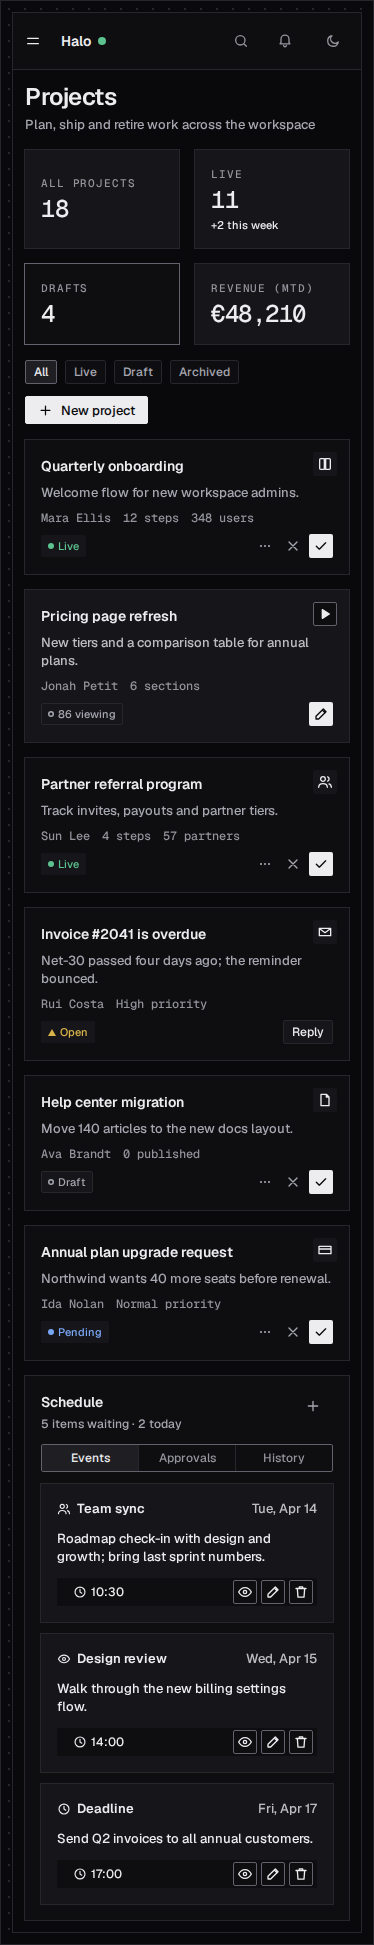 Halo
Projects
Plan, ship and retire work across the workspace
ALL PROJECTS
18
LIVE
11
+2 this week
DRAFTS
4
REVENUE (MTD)
€48,210
All Live Draft Archived
+ New project
Quarterly onboarding
Welcome flow for new workspace admins.
Mara Ellis 12 steps 348 users
Live
Pricing page refresh
New tiers and a comparison table for annual
plans.
Jonah Petit 6 sections
86 viewing
Partner referral program
Track invites, payouts and partner tiers.
Sun Lee 4 steps 57 partners
Live
Invoice #2041 is overdue
Net-30 passed four days ago; the reminder
bounced.
Rui Costa High priority
Open
Reply
Help center migration
Move 140 articles to the new docs layout.
Ava Brandt 0 published
Draft
Annual plan upgrade request
Northwind wants 40 more seats before renewal.
Ida Nolan Normal priority
Pending
Schedule
5 items waiting · 2 today
Events Approvals History
Team sync Tue, Apr 14
Roadmap check-in with design and
growth; bring last sprint numbers.
10:30
Design review Wed, Apr 15
Walk through the new billing settings
flow.
14:00
Deadline Fri, Apr 17
Send Q2 invoices to all annual customers.
17:00